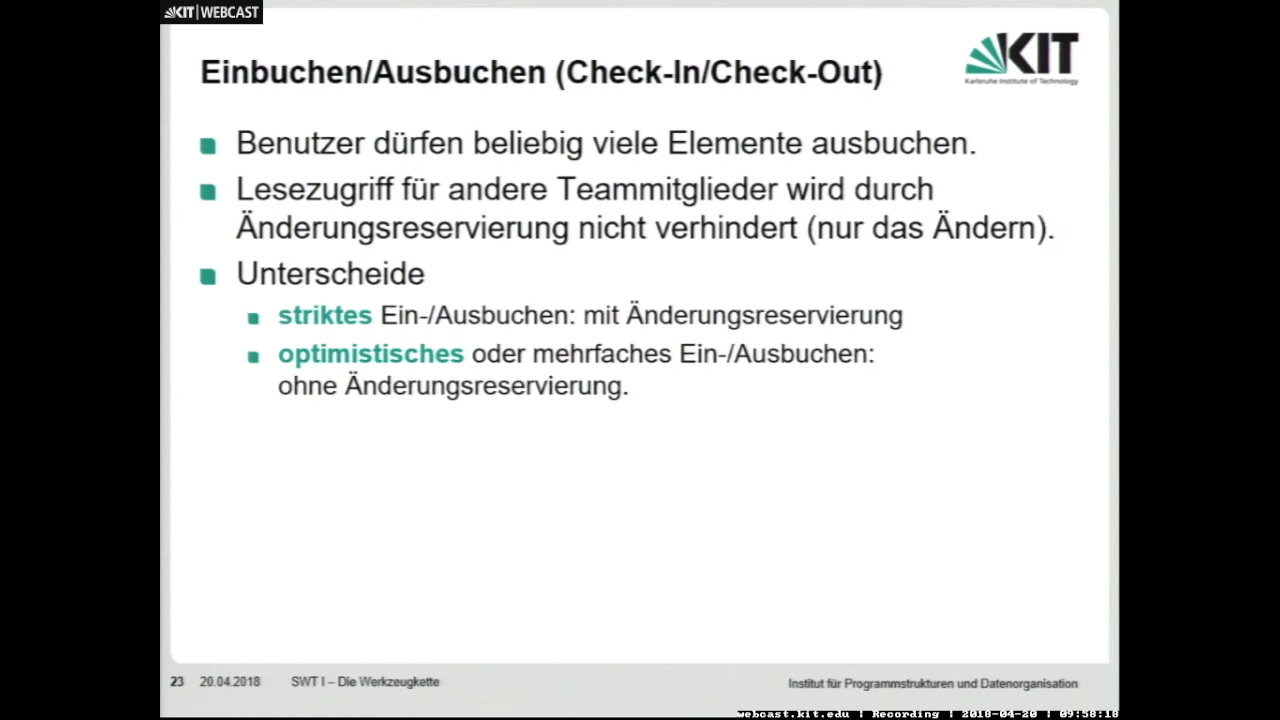 KIT | WEBCAST
Einbuchen/Ausbuchen (Check-In/Check-Out)
KIT
Karlsruhe Institute of Technology
Benutzer dürfen beliebig viele Elemente ausbuchen.
Lesezugriff für andere Teammitglieder wird durch
Änderungsreservierung nicht verhindert (nur das Ändern).
Unterscheide
striktes Ein-/Ausbuchen: mit Änderungsreservierung
optimistisches oder mehrfaches Ein-/Ausbuchen:
ohne Änderungsreservierung.
23 20.04.2018 SWT I – Die Werkzeugkette
Institut für Programmstrukturen und Datenorganisation
webcast.kit.edu | Recording | 2018-04-20 | 09:58:18